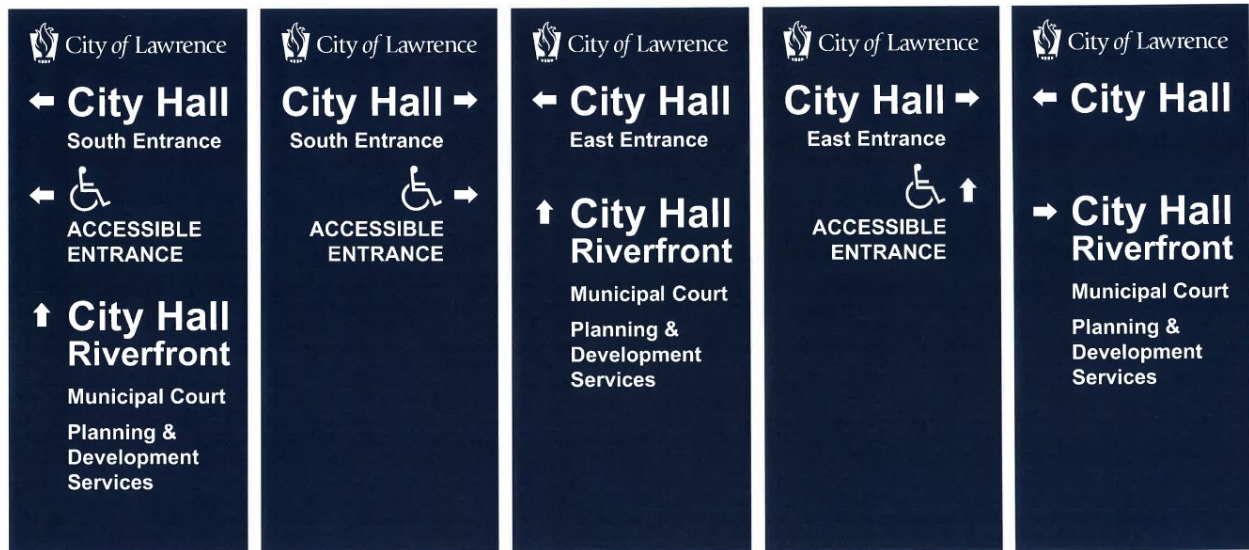 City of Lawrence
← City Hall
South Entrance
←
ACCESSIBLE
ENTRANCE
↑ City Hall
Riverfront
Municipal Court
Planning &
Development
Services
City of Lawrence
City Hall →
South Entrance
→
ACCESSIBLE
ENTRANCE
City of Lawrence
← City Hall
East Entrance
↑ City Hall
Riverfront
Municipal Court
Planning &
Development
Services
City of Lawrence
City Hall →
East Entrance
↑
ACCESSIBLE
ENTRANCE
City of Lawrence
← City Hall
→ City Hall
Riverfront
Municipal Court
Planning &
Development
Services